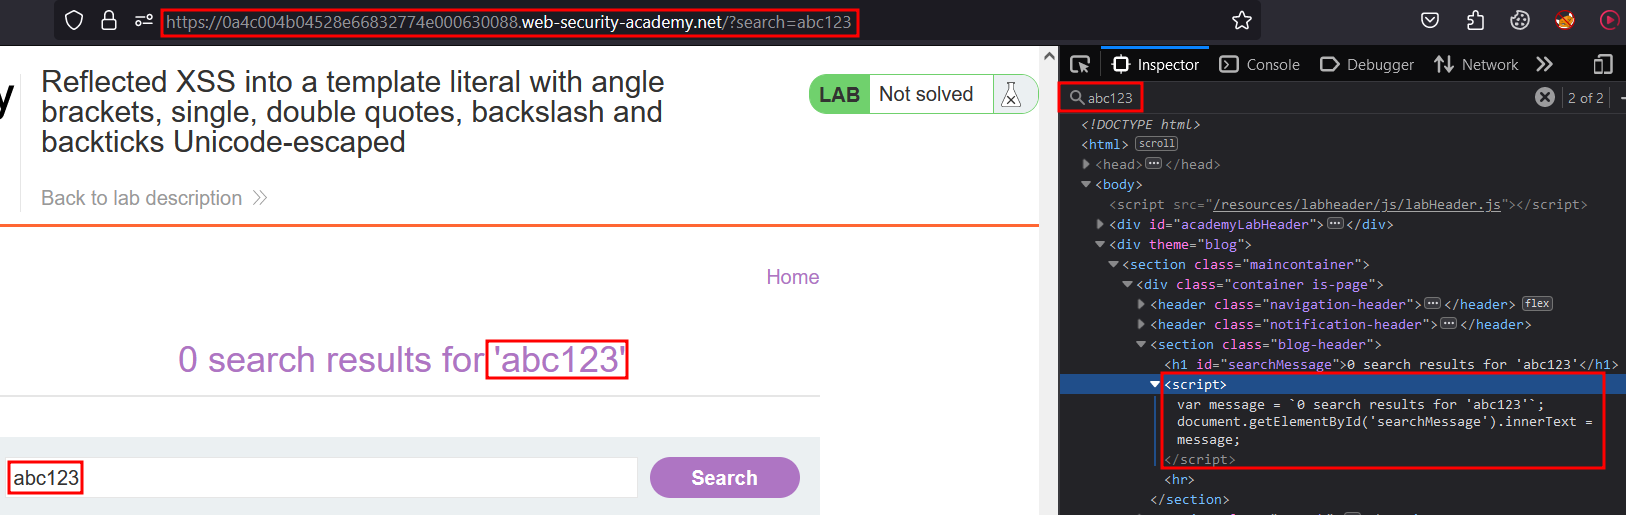 https://0a4c004b04528e66832774e000630088.web-security-academy.net/?search=abc123
y
Reflected XSS into a template literal with angle
brackets, single, double quotes, backslash and
backticks Unicode-escaped
LAB Not solved
Back to lab description
Home
0 search results for 'abc123'
abc123
Search
Inspector Console Debugger Network
abc123 2 of 2
<!DOCTYPE html>
<html> scroll
<head> </head>
<body>
<script src="/resources/labheader/js/labHeader.js"></script>
<div id="academyLabHeader"> </div>
<div theme="blog">
<section class="maincontainer">
<div class="container is-page">
<header class="navigation-header"> </header> flex
<header class="notification-header"> </header>
<section class="blog-header">
<h1 id="searchMessage">0 search results for 'abc123'</h1>
<script>
var message = `0 search results for 'abc123'`;
document.getElementById('searchMessage').innerText =
message;
</script>
<hr>
</section>